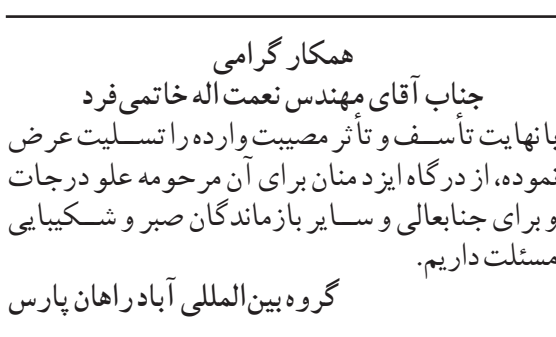 همکار گرامی
جناب آقای مهندس نعمت اله خاتمی‌فرد
با نهایت تأسف و تأثر مصیبت وارده را تسلیت عرض
نموده، از درگاه ایزد منان برای آن مرحومه علو درجات
و برای جنابعالی و سایر بازماندگان صبر و شکیبایی
مسئلت داریم.
گروه بین‌المللی آباد راهان پارس